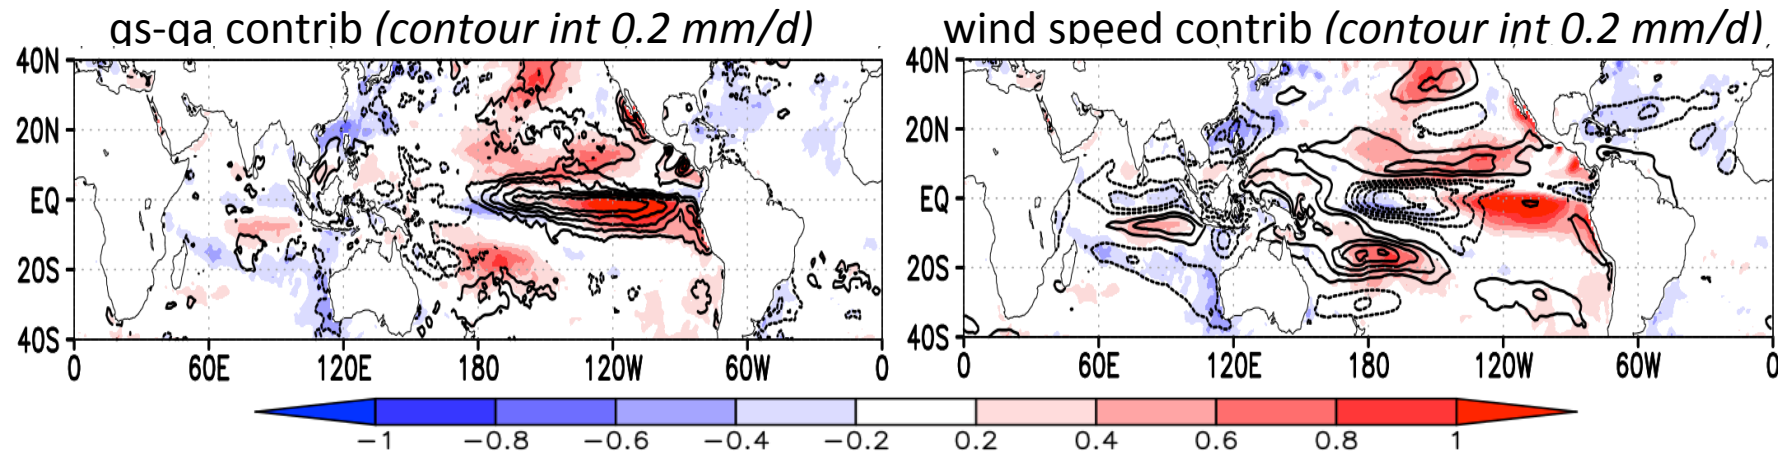 qs-qa contrib (contour int 0.2 mm/d)
wind speed contrib (contour int 0.2 mm/d)
40N
20N
EQ
20S
40S
0 60E 120E 180 120W 60W 0
40N
20N
EQ
20S
40S
0 60E 120E 180 120W 60W 0
-1 -0.8 -0.6 -0.4 -0.2 0.2 0.4 0.6 0.8 1